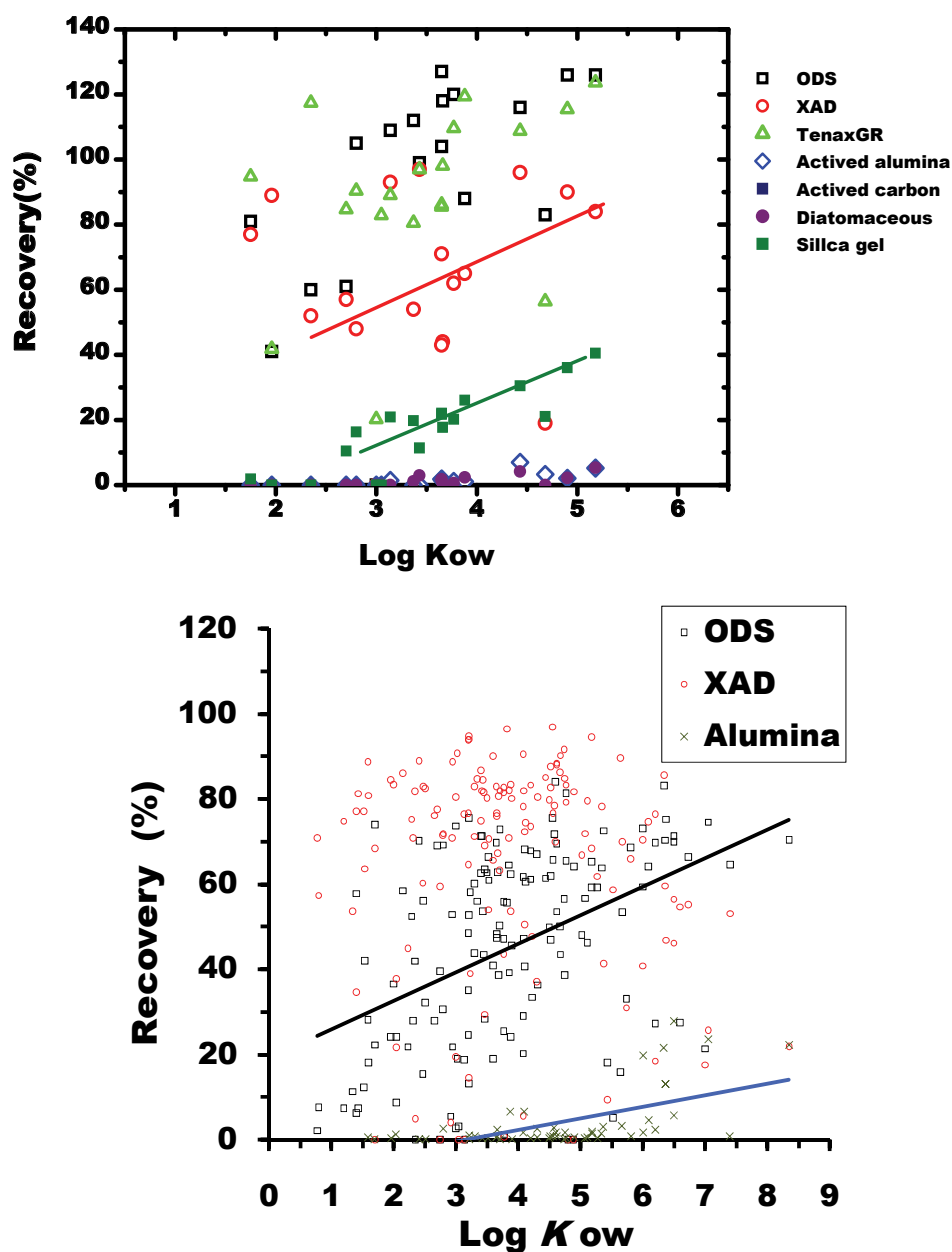 140
120
100
80
60
40
20
0
Recovery(%)
1 2 3 4 5 6
Log Kow
ODS
XAD
TenaxGR
Actived alumina
Actived carbon
Diatomaceous
Sillca gel
120
100
80
60
40
20
0
Recovery (%)
0 1 2 3 4 5 6 7 8 9
Log K ow
ODS
XAD
Alumina